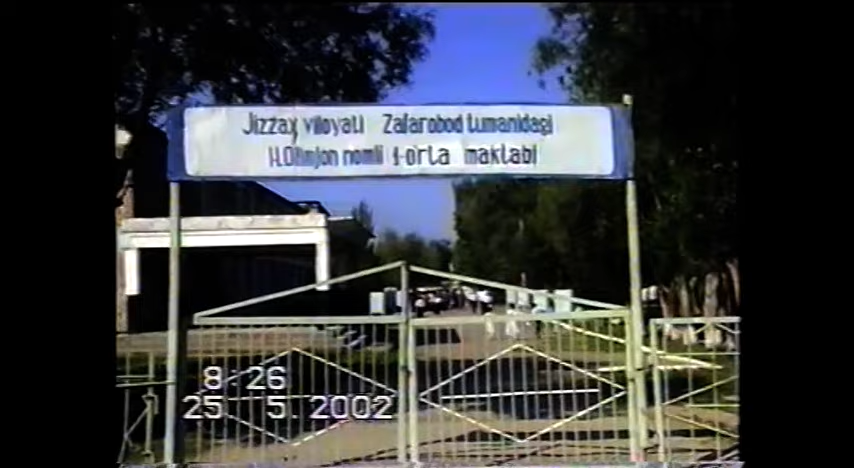 Jizzax viloyati Zafarobod tumanidagi
H.Olimjon nomli 1-o'rta maktabi
8:26
25. 5.2002